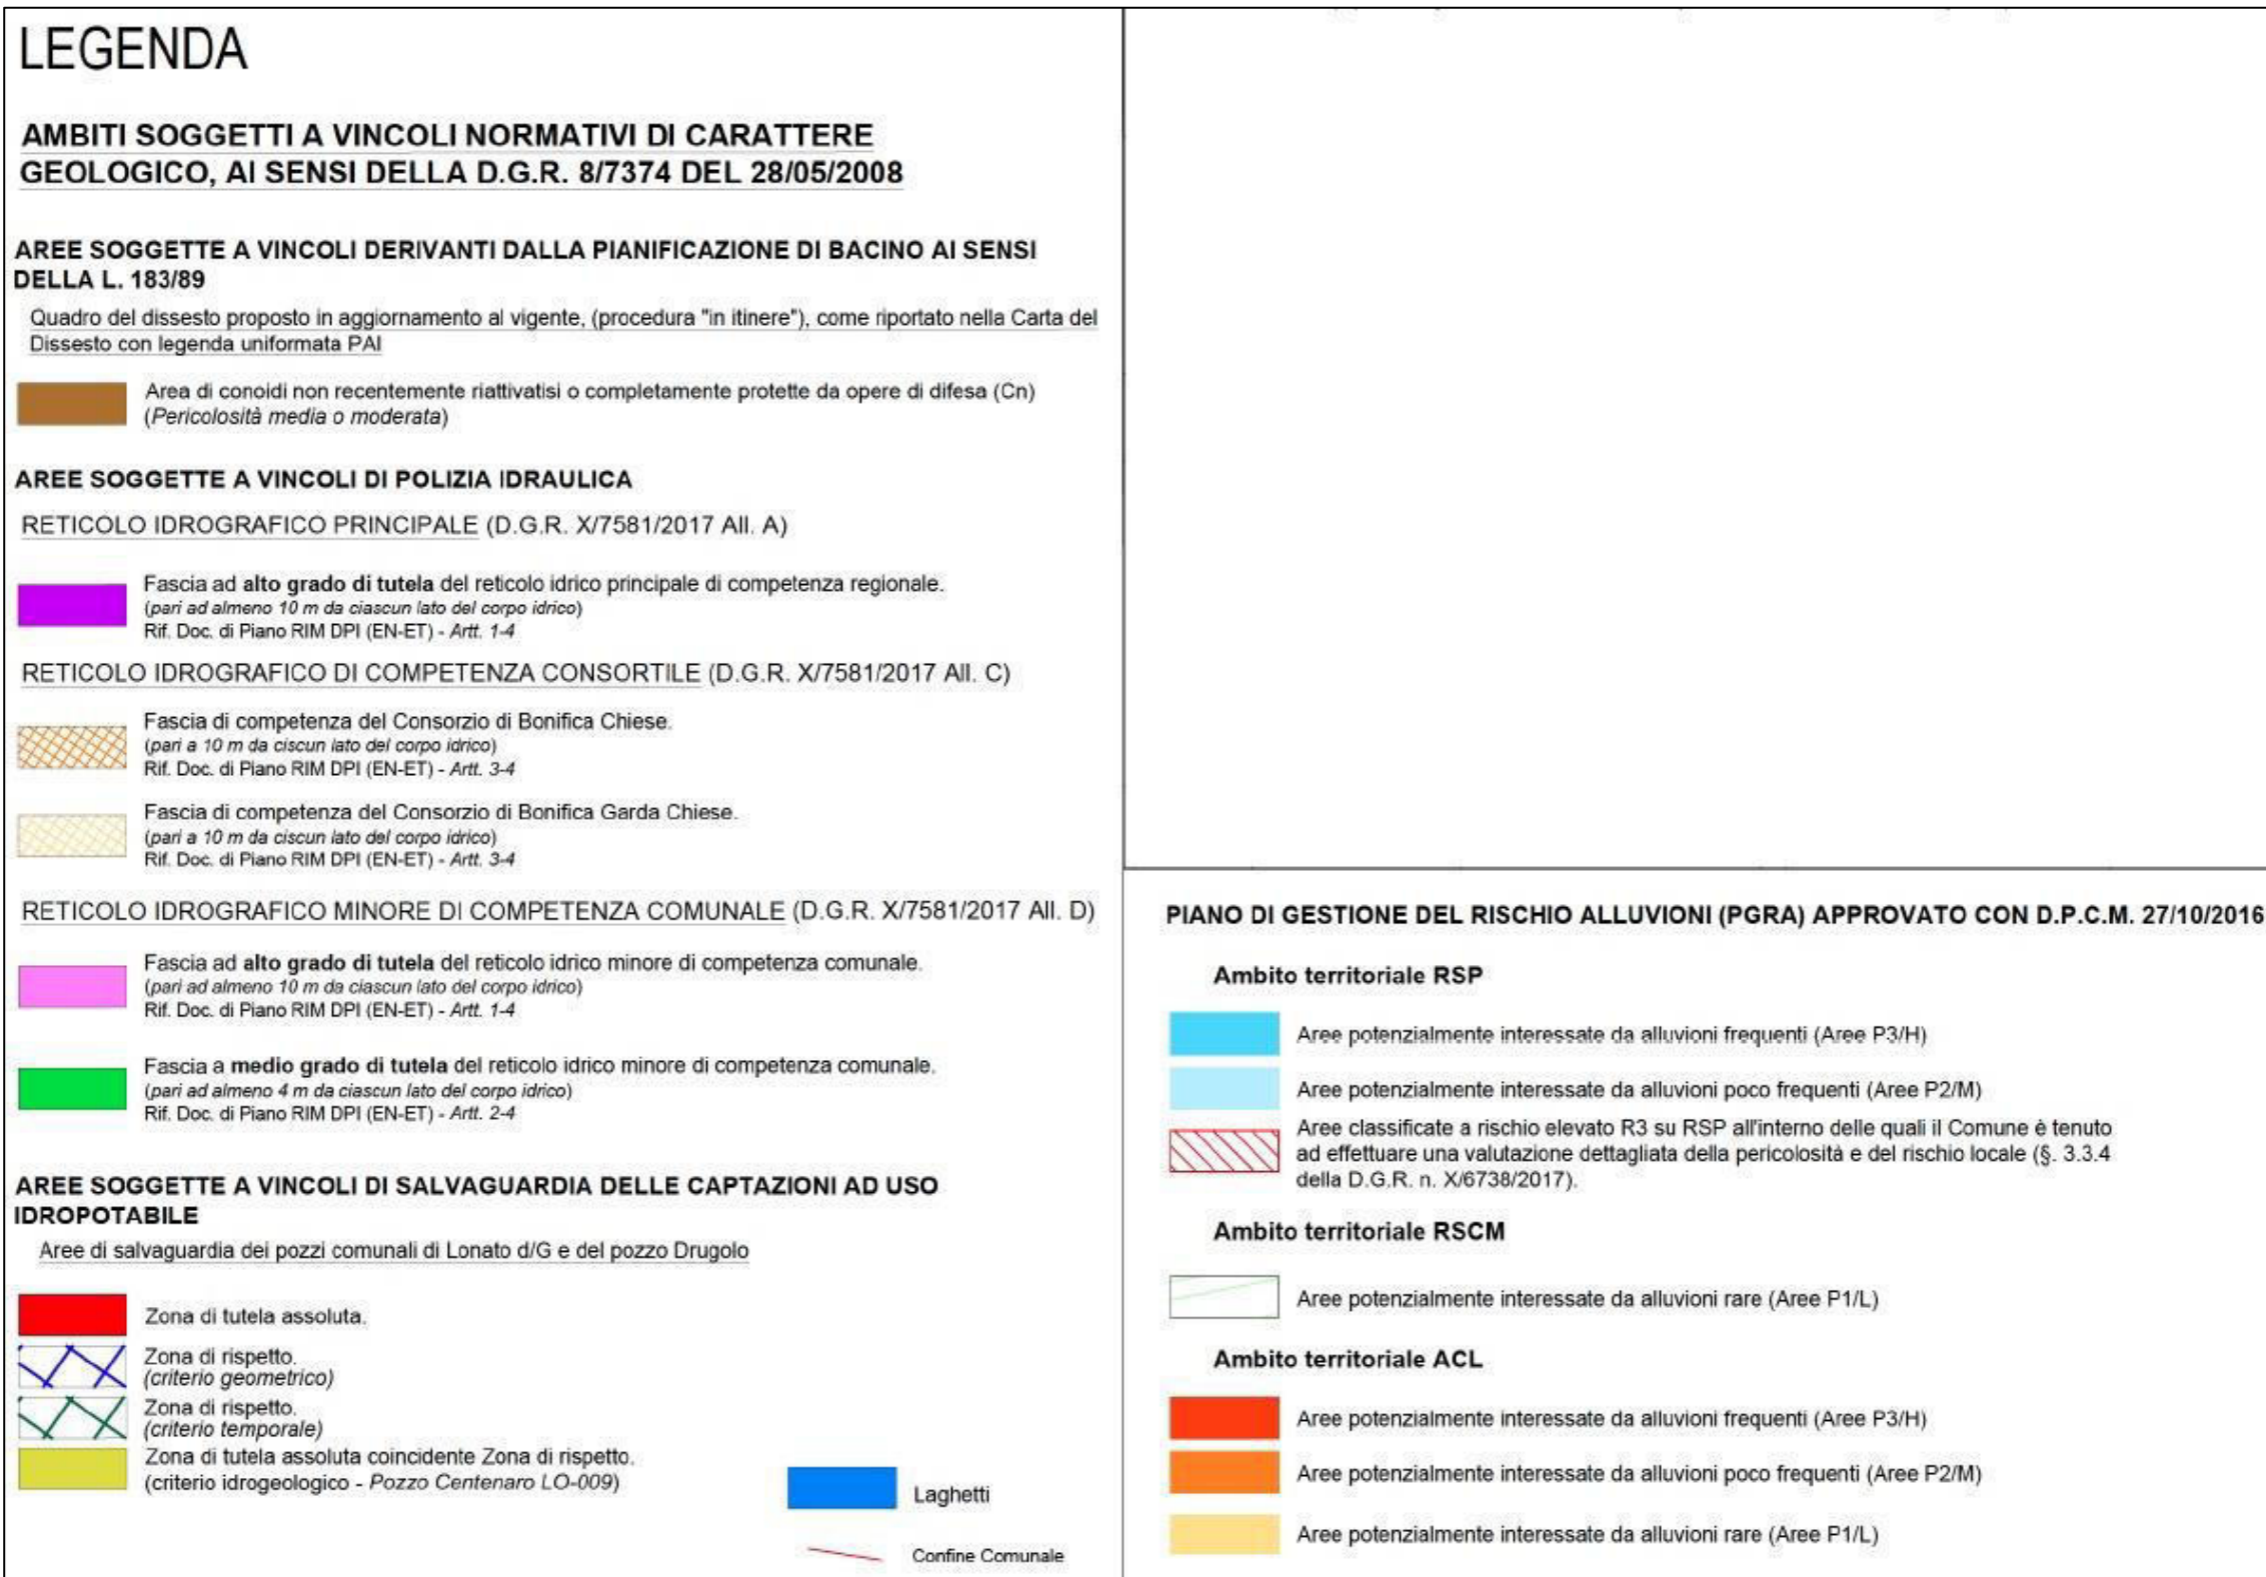 LEGENDA
AMBITI SOGGETTI A VINCOLI NORMATIVI DI CARATTERE
GEOLOGICO, AI SENSI DELLA D.G.R. 8/7374 DEL 28/05/2008
AREE SOGGETTE A VINCOLI DERIVANTI DALLA PIANIFICAZIONE DI BACINO AI SENSI
DELLA L. 183/89
Quadro del dissesto proposto in aggiornamento al vigente, (procedura "in itinere"), come riportato nella Carta del
Dissesto con legenda uniformata PAI
Area di conoidi non recentemente riattivatisi o completamente protette da opere di difesa (Cn)
(Pericolosità media o moderata)
AREE SOGGETTE A VINCOLI DI POLIZIA IDRAULICA
RETICOLO IDROGRAFICO PRINCIPALE (D.G.R. X/7581/2017 All. A)
Fascia ad alto grado di tutela del reticolo idrico principale di competenza regionale.
(pari ad almeno 10 m da ciascun lato del corpo idrico)
Rif. Doc. di Piano RIM DPI (EN-ET) - Artt. 1-4
RETICOLO IDROGRAFICO DI COMPETENZA CONSORTILE (D.G.R. X/7581/2017 All. C)
Fascia di competenza del Consorzio di Bonifica Chiese.
(pari a 10 m da ciscun lato del corpo idrico)
Rif. Doc. di Piano RIM DPI (EN-ET) - Artt. 3-4
Fascia di competenza del Consorzio di Bonifica Garda Chiese.
(pari a 10 m da ciscun lato del corpo idrico)
Rif. Doc. di Piano RIM DPI (EN-ET) - Artt. 3-4
RETICOLO IDROGRAFICO MINORE DI COMPETENZA COMUNALE (D.G.R. X/7581/2017 All. D)
Fascia ad alto grado di tutela del reticolo idrico minore di competenza comunale.
(pari ad almeno 10 m da ciascun lato del corpo idrico)
Rif. Doc. di Piano RIM DPI (EN-ET) - Artt. 1-4
Fascia a medio grado di tutela del reticolo idrico minore di competenza comunale.
(pari ad almeno 4 m da ciascun lato del corpo idrico)
Rif. Doc. di Piano RIM DPI (EN-ET) - Artt. 2-4
AREE SOGGETTE A VINCOLI DI SALVAGUARDIA DELLE CAPTAZIONI AD USO
IDROPOTABILE
Aree di salvaguardia dei pozzi comunali di Lonato d/G e del pozzo Drugolo
Zona di tutela assoluta.
Zona di rispetto.
(criterio geometrico)
Zona di rispetto.
(criterio temporale)
Zona di tutela assoluta coincidente Zona di rispetto.
(criterio idrogeologico - Pozzo Centenaro LO-009)
Laghetti
Confine Comunale
PIANO DI GESTIONE DEL RISCHIO ALLUVIONI (PGRA) APPROVATO CON D.P.C.M. 27/10/2016
Ambito territoriale RSP
Aree potenzialmente interessate da alluvioni frequenti (Aree P3/H)
Aree potenzialmente interessate da alluvioni poco frequenti (Aree P2/M)
Aree classificate a rischio elevato R3 su RSP all'interno delle quali il Comune è tenuto
ad effettuare una valutazione dettagliata della pericolosità e del rischio locale (§. 3.3.4
della D.G.R. n. X/6738/2017).
Ambito territoriale RSCM
Aree potenzialmente interessate da alluvioni rare (Aree P1/L)
Ambito territoriale ACL
Aree potenzialmente interessate da alluvioni frequenti (Aree P3/H)
Aree potenzialmente interessate da alluvioni poco frequenti (Aree P2/M)
Aree potenzialmente interessate da alluvioni rare (Aree P1/L)